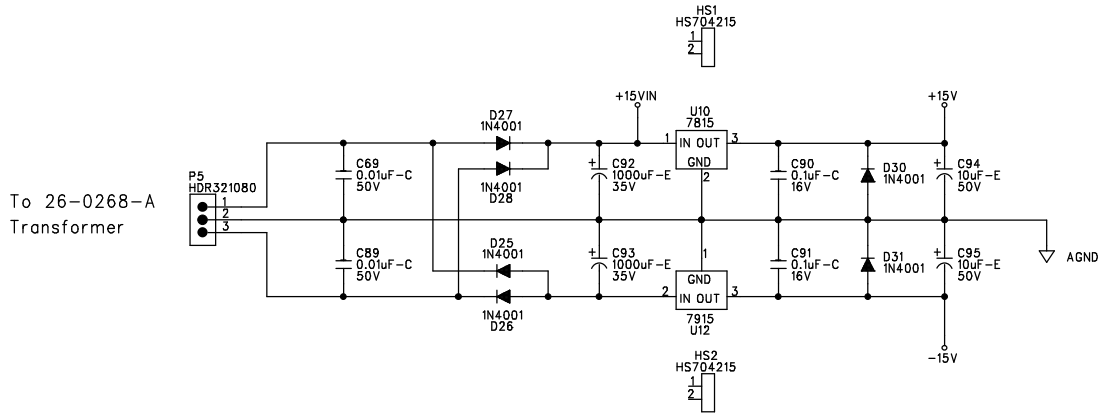 HS1
HS704215
1
2
+15VIN
+15V
D27
1N4001
U10
7815
1
IN OUT
3
GND
2
1N4001
D28
C69
0.01uF-C
50V
C92
1000uF-E
35V
C90
0.1uF-C
16V
D30
1N4001
C94
10uF-E
50V
P5
HDR321080
1
2
3
To 26-0268-A
Transformer
D25
1N4001
D26
C89
0.01uF-C
50V
C93
1000uF-E
35V
1
GND
2
IN OUT
3
7915
U12
C91
0.1uF-C
16V
D31
1N4001
C95
10uF-E
50V
AGND
-15V
HS2
HS704215
1
2